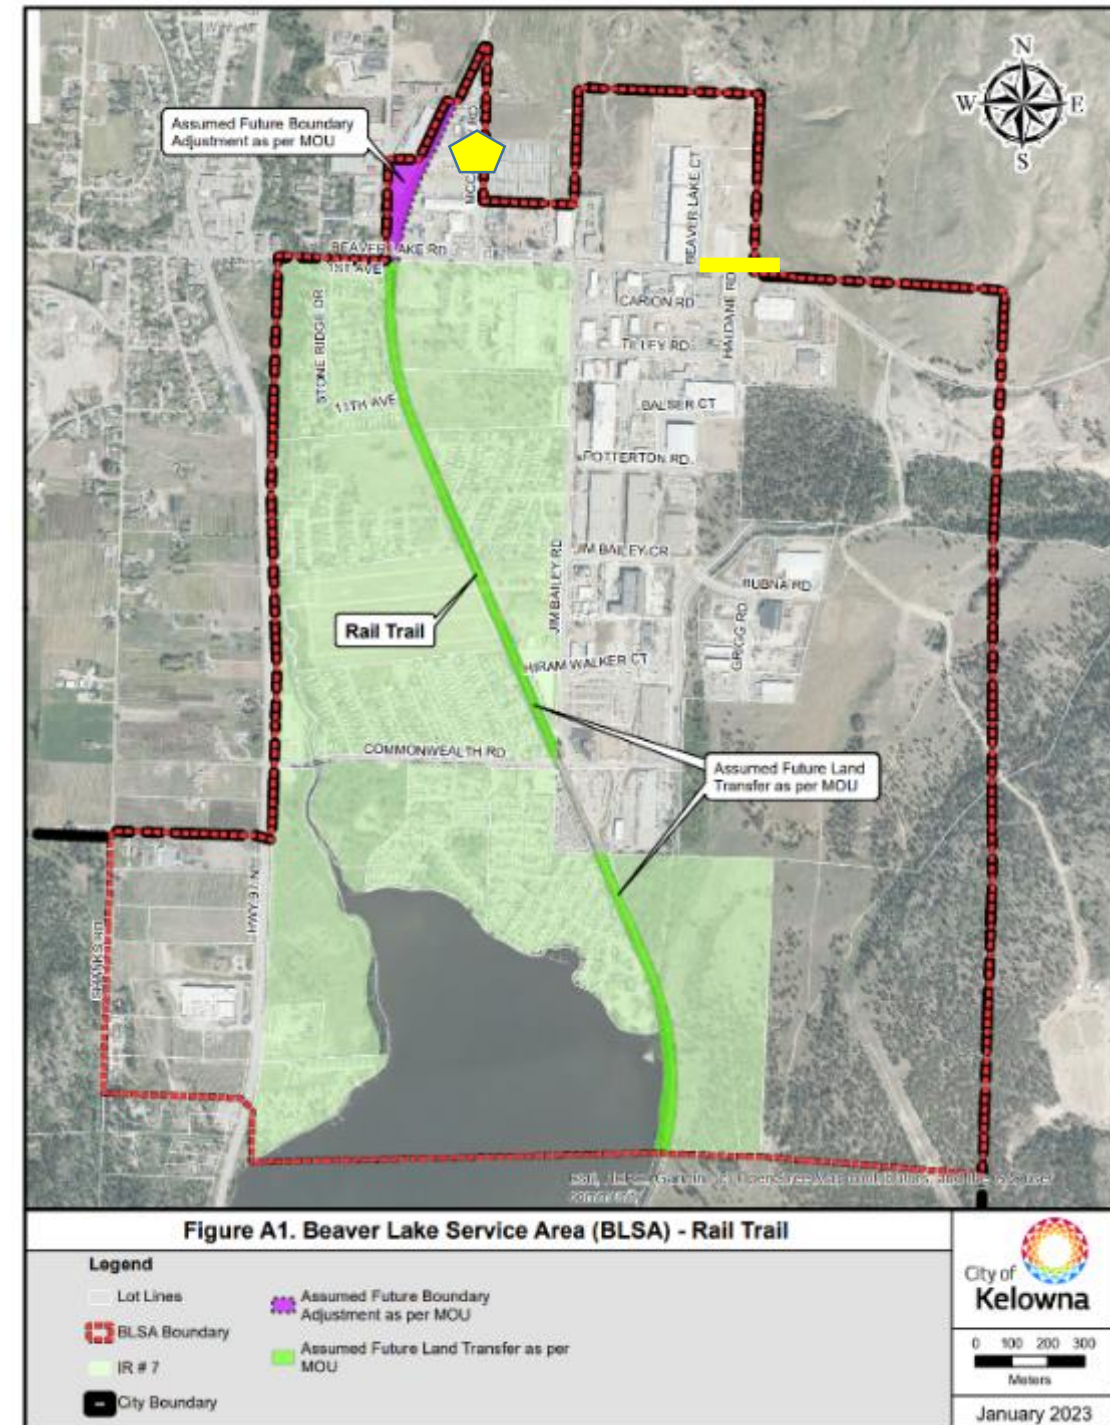 N
W E
S
Assumed Future Boundary
Adjustment as per MOU
RD
BEAVER LAKE CT
BEAVER LAKE RD
1ST AVE
CARION RD
HALDANE RD
STONE RIDGE DR
TILLEY RD
11TH AVE
BALSER CT
POTTERTON RD
JIM BAILEY RD
JIM BAILEY CR
BUBNA RD
Rail Trail
GRIGG RD
HIRAM WALKER CT
COMMONWEALTH RD
Assumed Future Land
Transfer as per MOU
HWY 97 N
Figure A1. Beaver Lake Service Area (BLSA) - Rail Trail
Legend
Lot Lines
BLSA Boundary
IR # 7
City Boundary
Assumed Future Boundary
Adjustment as per MOU
Assumed Future Land Transfer as per
MOU
City of
Kelowna
0 100 200 300
Meters
January 2023